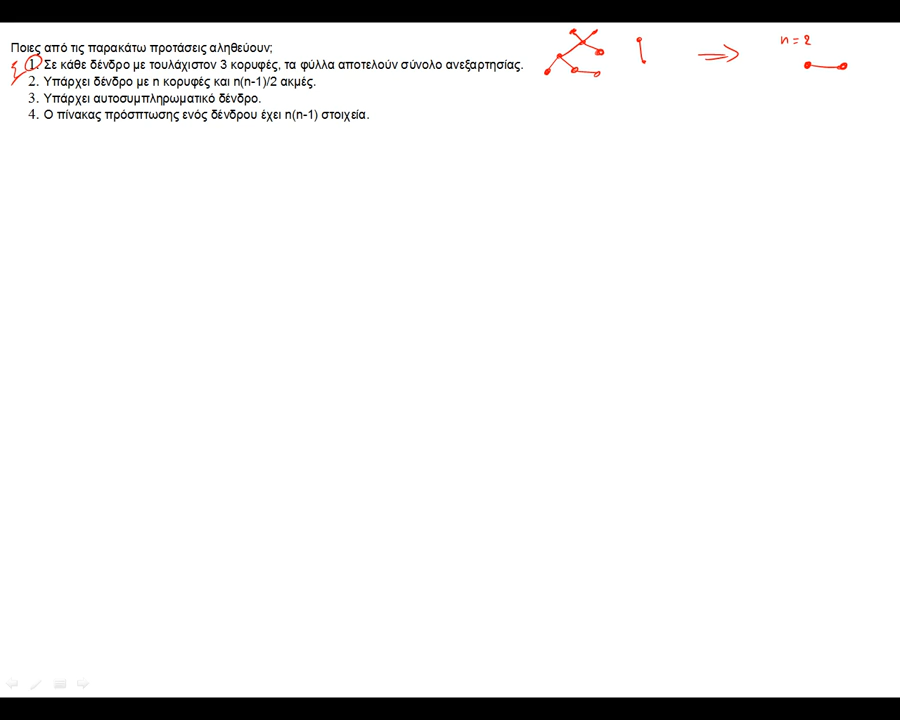 Ποιες από τις παρακάτω προτάσεις αληθεύουν;
1. Σε κάθε δένδρο με τουλάχιστον 3 κορυφές, τα φύλλα αποτελούν σύνολο ανεξαρτησίας.
2. Υπάρχει δένδρο με n κορυφές και n(n-1)/2 ακμές.
3. Υπάρχει αυτοσυμπληρωματικό δένδρο.
4. Ο πίνακας πρόσπτωσης ενός δένδρου έχει n(n-1) στοιχεία.
n = 2